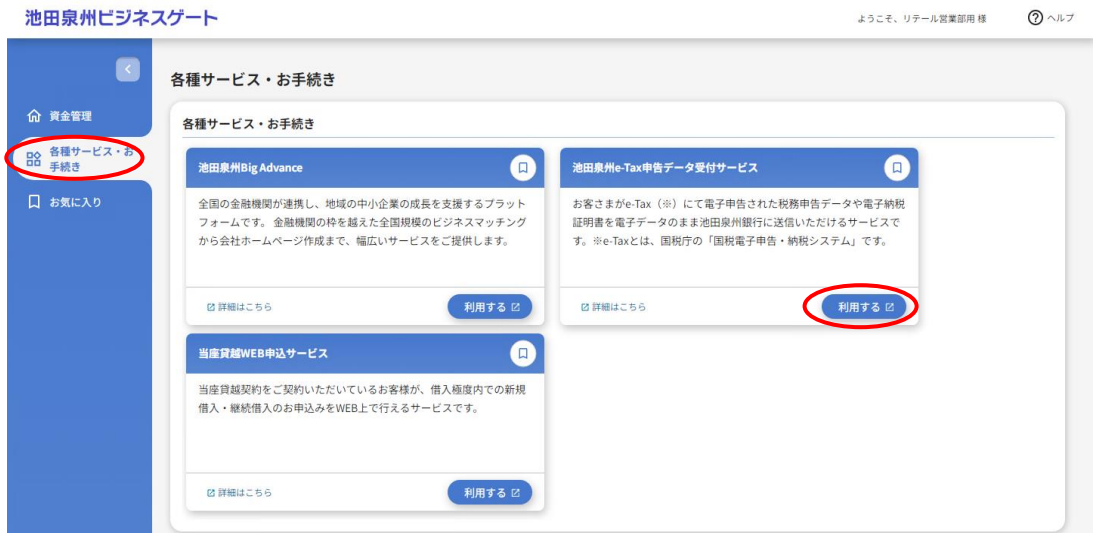 池田泉州ビジネスゲート
ようこそ、リテール営業部用 様
ヘルプ
資金管理
各種サービス・お
手続き
お気に入り
各種サービス・お手続き
各種サービス・お手続き
池田泉州Big Advance
全国の金融機関が連携し、地域の中小企業の成長を支援するプラット
フォームです。 金融機関の枠を越えた全国規模のビジネスマッチング
から会社ホームページ作成まで、幅広いサービスをご提供します。
詳細はこちら
利用する
池田泉州e-Tax申告データ受付サービス
お客さまがe-Tax（※）にて電子申告された税務申告データや電子納税
証明書を電子データのまま池田泉州銀行に送信いただけるサービスで
す。※e-Taxとは、国税庁の「国税電子申告・納税システム」です。
詳細はこちら
利用する
当座貸越WEB申込サービス
当座貸越契約をご契約いただいているお客様が、借入極度内での新規
借入・継続借入のお申込みをWEB上で行えるサービスです。
詳細はこちら
利用する